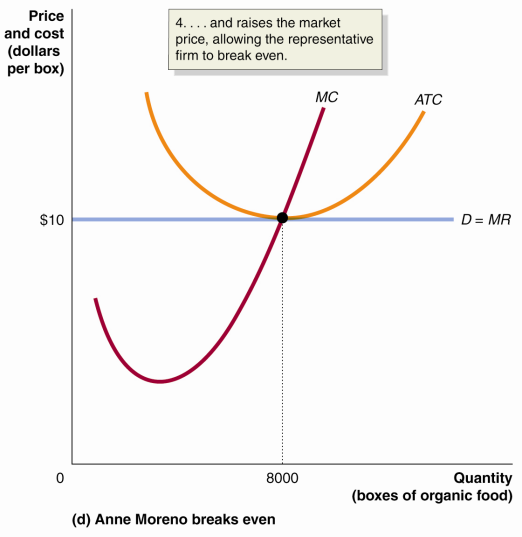 Price
and cost
(dollars
per box)
4. . . . and raises the market
price, allowing the representative
firm to break even.
MC
ATC
$10
D = MR
0
8000
Quantity
(boxes of organic food)
(d) Anne Moreno breaks even